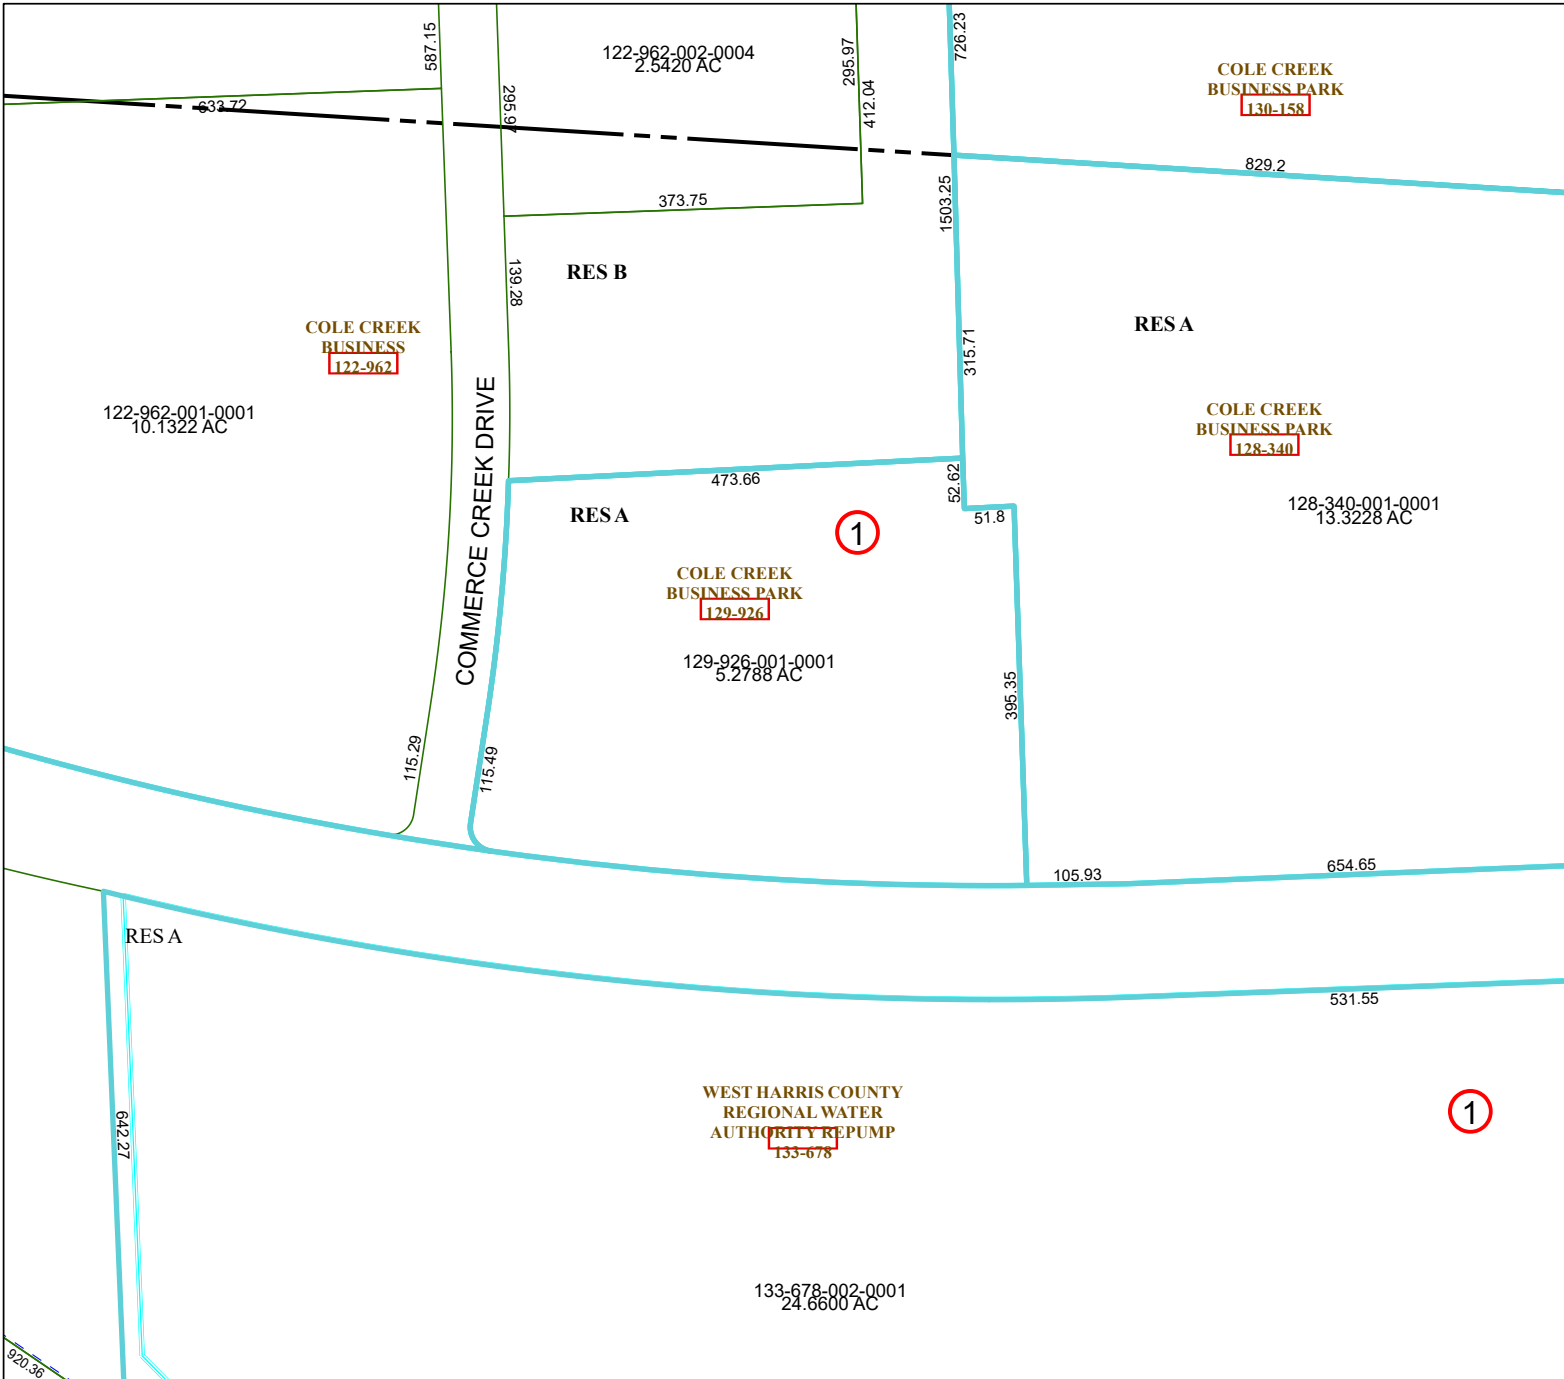 587.15
122-962-002-0004
2.5420 AC
295.97
412.04
726.23
COLE CREEK
BUSINESS PARK
130-158
633.72
295.97
829.2
1503.25
373.75
RES B
139.28
COLE CREEK
BUSINESS
122-962
315.71
RES A
122-962-001-0001
10.1322 AC
COMMERCE CREEK DRIVE
COLE CREEK
BUSINESS PARK
128-340
473.66
52.62
51.8
128-340-001-0001
13.3228 AC
RES A
1
COLE CREEK
BUSINESS PARK
129-926
129-926-001-0001
5.2788 AC
395.35
115.29
115.49
105.93
654.65
RES A
531.55
642.27
WEST HARRIS COUNTY
REGIONAL WATER
AUTHORITY REPUMP
133-678
1
133-678-002-0001
24.6600 AC
920.36